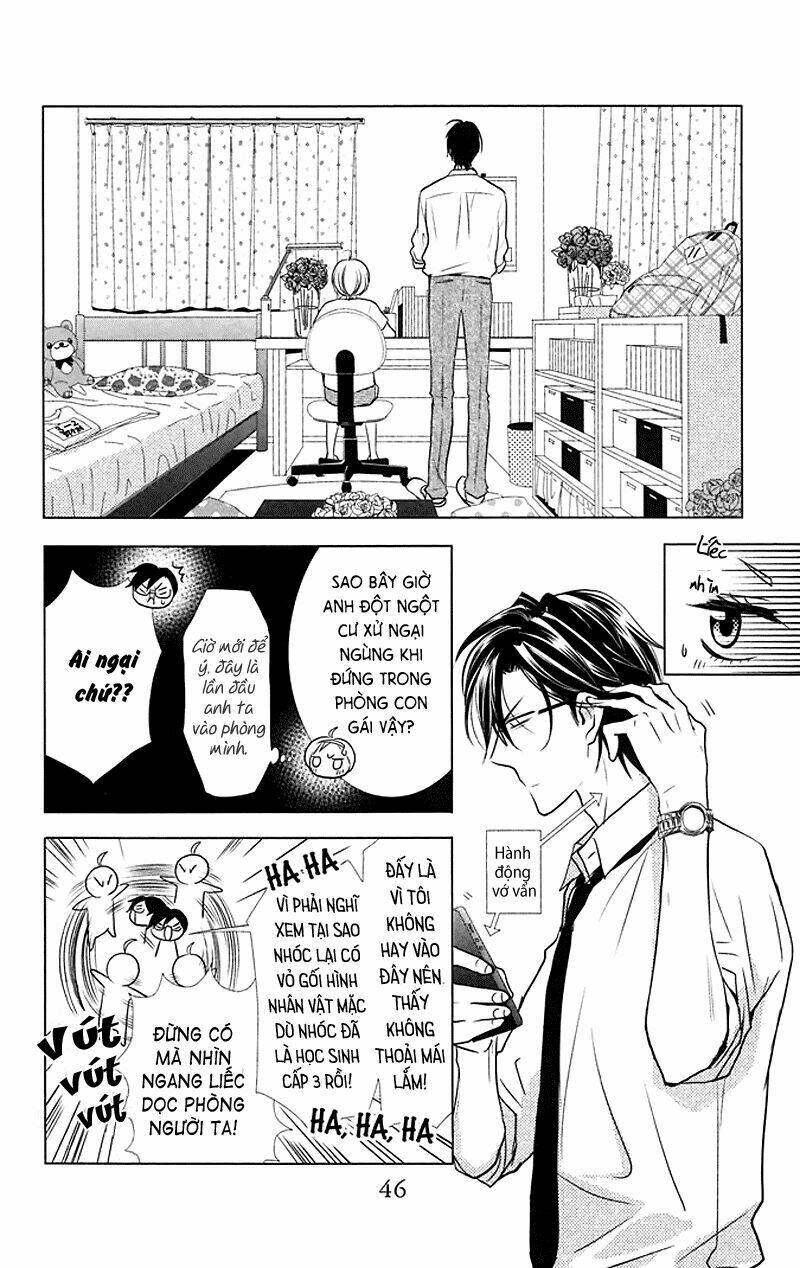 Liếc
nhìn
SAO BÂY GIỜ
ANH ĐỘT NGỘT
CƯ XỬ NGẠI
NGÙNG KHI
ĐỨNG TRONG
PHÒNG CON
GÁI VẬY?
Giờ mới để
ý, đây là
lần đầu
anh ta
vào phòng
mình.
Ai ngại
chứ??
Hành
động
vớ vẩn
ĐẤY LÀ
VÌ TÔI
KHÔNG
HAY VÀO
ĐÂY NÊN
THẤY
KHÔNG
THOẢI MÁI
LẮM!
HA HA
VÌ PHẢI NGHĨ
XEM TẠI SAO
NHÓC LẠI CÓ
VỎ GỐI HÌNH
NHÂN VẬT MẶC
DÙ NHÓC ĐÃ
LÀ HỌC SINH
CẤP 3 RỒI!
HA, HA, HA
ĐỪNG CÓ
MÀ NHÌN
NGANG LIẾC
DỌC PHÒNG
NGƯỜI TA!
Vút
vút
vút
46